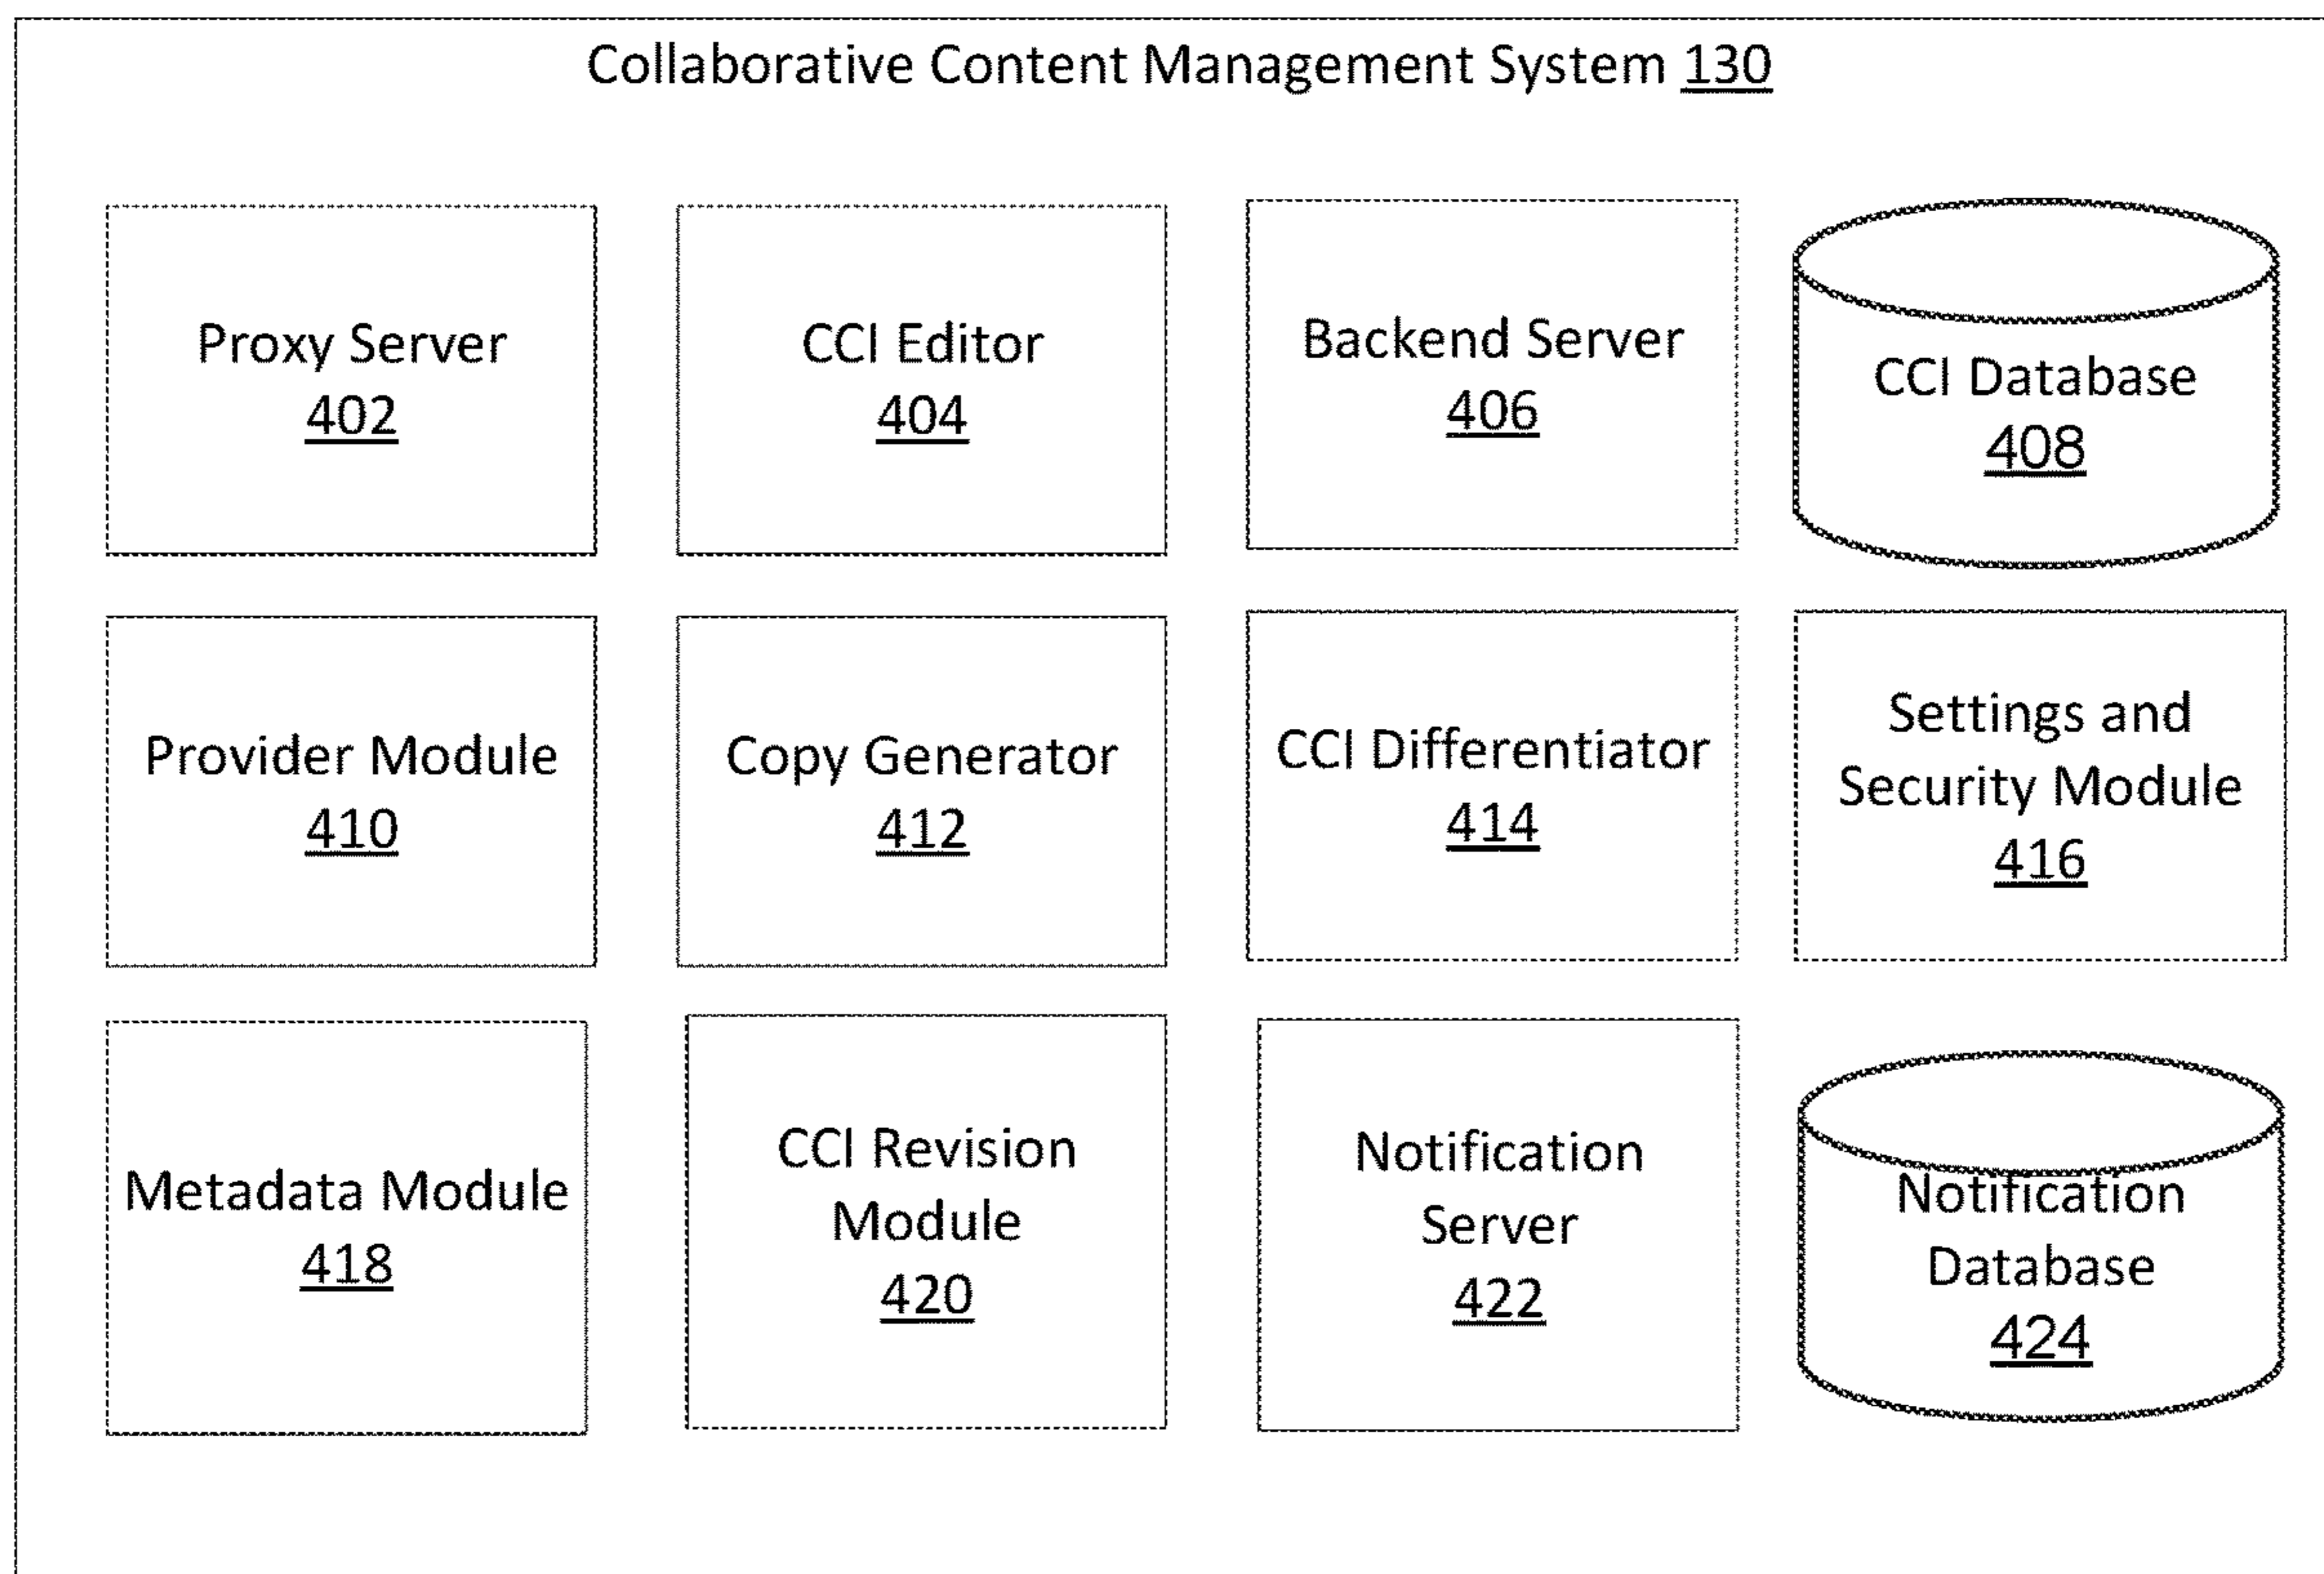 Collaborative Content Management System 130
Proxy Server
402
CCI Editor
404
Backend Server
406
CCI Database
408
Provider Module
410
Copy Generator
412
CCI Differentiator
414
Settings and
Security Module
416
Metadata Module
418
CCI Revision
Module
420
Notification
Server
422
Notification
Database
424